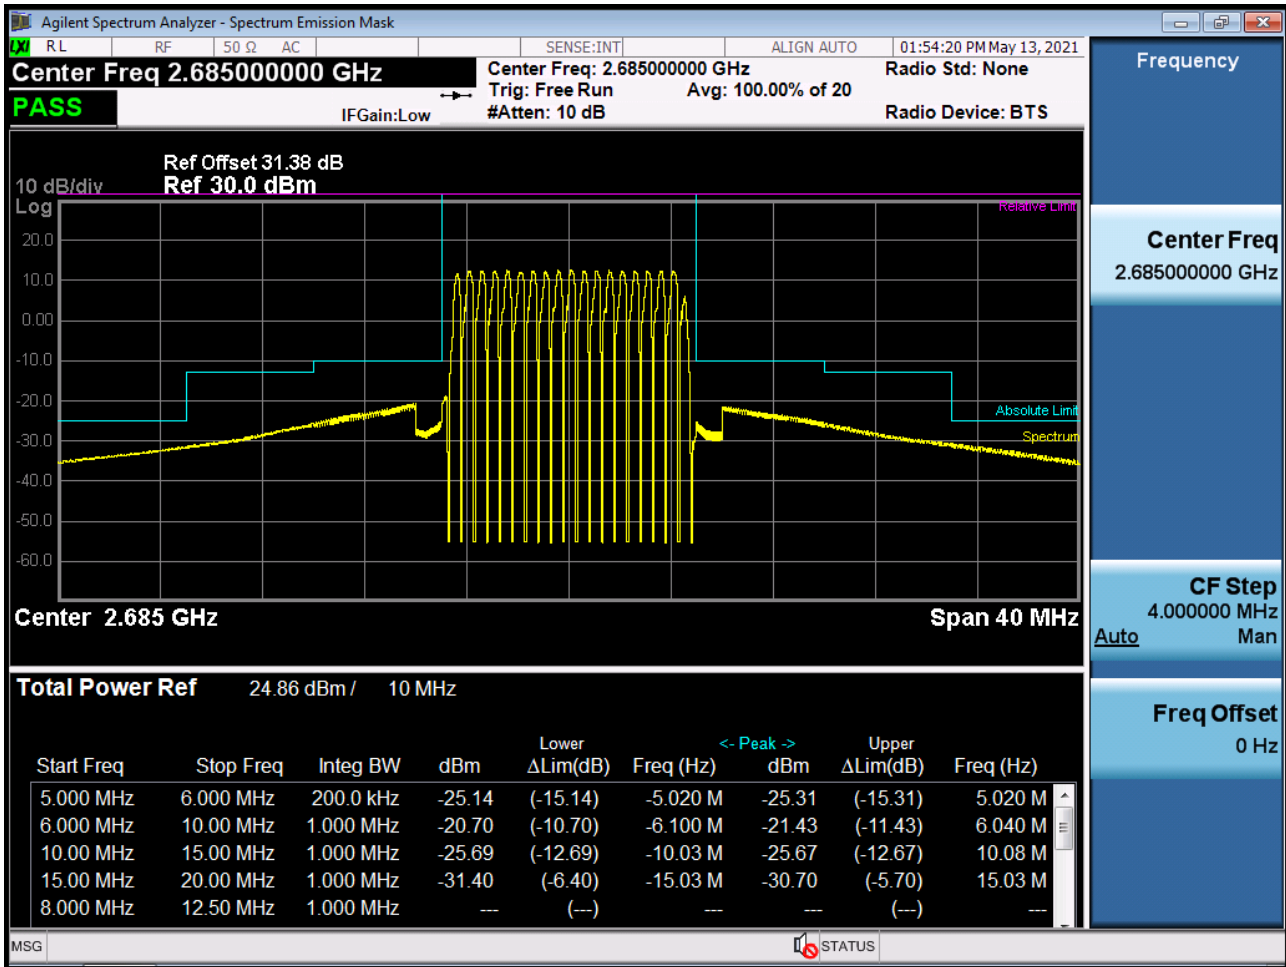 Agilent Spectrum Analyzer - Spectrum Emission Mask
LXI RL RF 50 Ω AC SENSE:INT ALIGN AUTO 01:54:20 PM May 13, 2021
Center Freq 2.685000000 GHz
Center Freq: 2.685000000 GHz Radio Std: None
PASS
Trig: Free Run Avg: 100.00% of 20
IFGain:Low #Atten: 10 dB Radio Device: BTS
Ref Offset 31.38 dB
10 dB/div Ref 30.0 dBm
Log
Relative Limit
20.0
10.0
0.00
-10.0
-20.0
Absolute Limit
-30.0
Spectrum
-40.0
-50.0
-60.0
Center 2.685 GHz Span 40 MHz
Total Power Ref 24.86 dBm / 10 MHz
Lower <- Peak -> Upper
Start Freq Stop Freq Integ BW dBm ΔLim(dB) Freq (Hz) dBm ΔLim(dB) Freq (Hz)
5.000 MHz 6.000 MHz 200.0 kHz -25.14 (-15.14) -5.020 M -25.31 (-15.31) 5.020 M
6.000 MHz 10.00 MHz 1.000 MHz -20.70 (-10.70) -6.100 M -21.43 (-11.43) 6.040 M
10.00 MHz 15.00 MHz 1.000 MHz -25.69 (-12.69) -10.03 M -25.67 (-12.67) 10.08 M
15.00 MHz 20.00 MHz 1.000 MHz -31.40 (-6.40) -15.03 M -30.70 (-5.70) 15.03 M
8.000 MHz 12.50 MHz 1.000 MHz --- (---) --- --- (---) ---
MSG STATUS
Frequency
Center Freq
2.685000000 GHz
CF Step
4.000000 MHz
Auto Man
Freq Offset
0 Hz